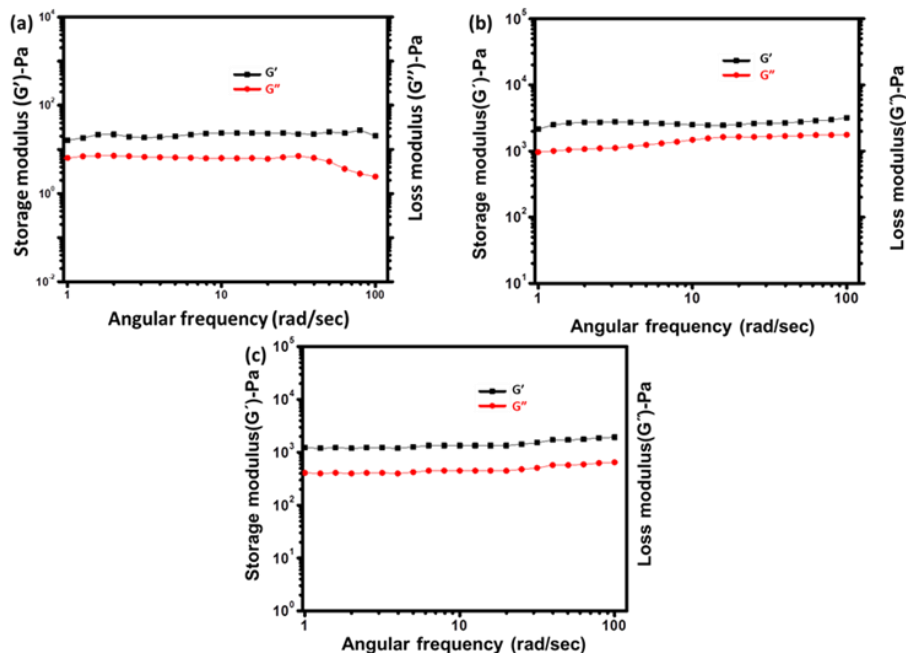 (a)
10⁴
10²
10⁰
10⁻²
Storage modulus (G')-Pa
G'
G''
Loss modulus (G'')-Pa
1 10 100
Angular frequency (rad/sec)
(b)
10⁵
10⁴
10³
10²
10¹
Storage modulus(G´)-Pa
G'
G''
Loss modulus(G˝)-Pa
1 10 100
Angular frequency (rad/sec)
(c)
10⁵
10⁴
10³
10²
10¹
10⁰
Storage modulus(G´)-Pa
G'
G''
Loss modulus(G˝)-Pa
1 10 100
Angular frequency (rad/sec)